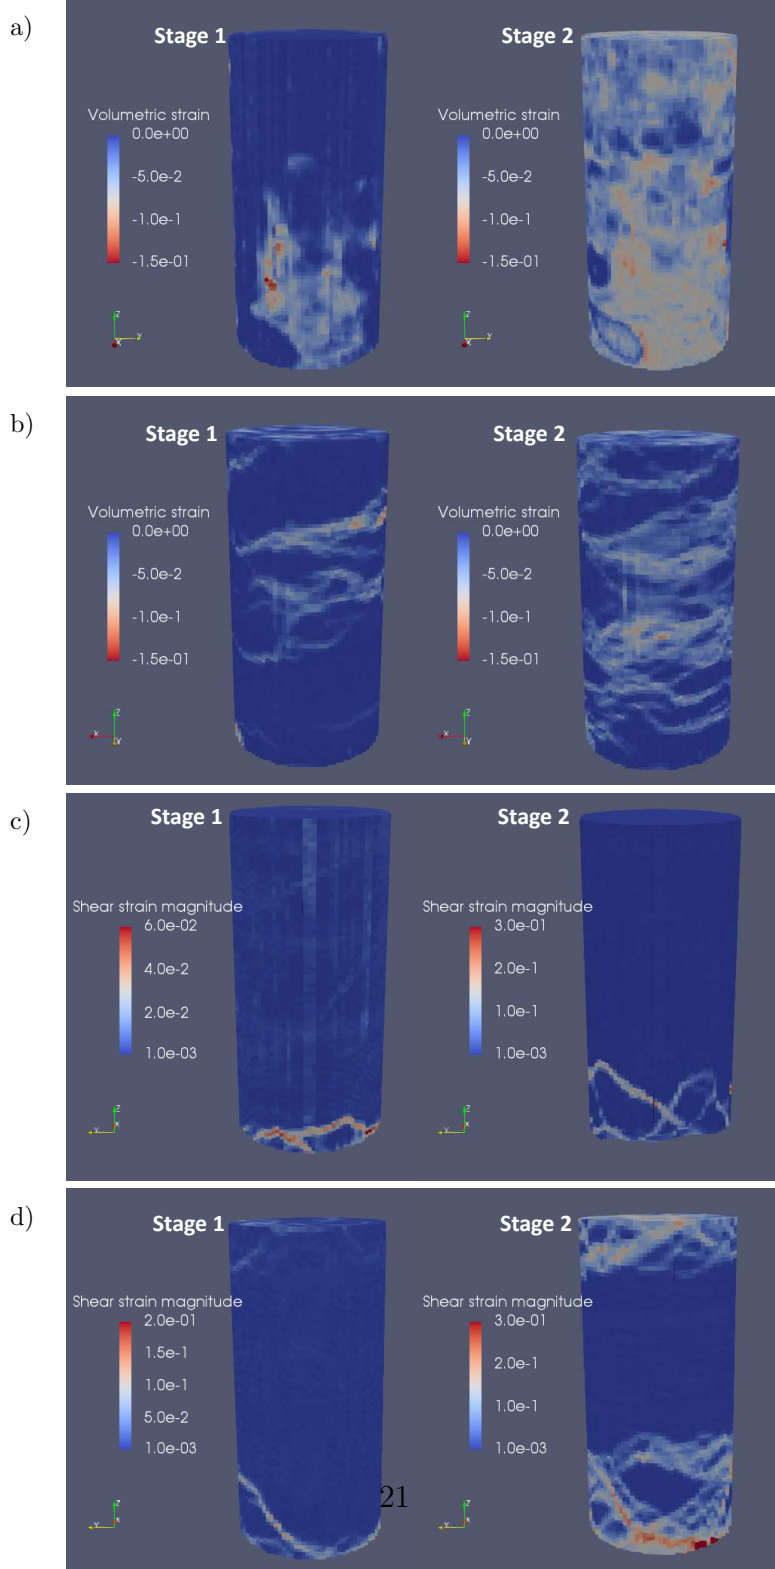 a)
Stage 1
Stage 2
Volumetric strain
0.0e+00
-5.0e-2
-1.0e-1
-1.5e-01
Z
Y
X
Volumetric strain
0.0e+00
-5.0e-2
-1.0e-1
-1.5e-01
Z
Y
X
b)
Stage 1
Stage 2
Volumetric strain
0.0e+00
-5.0e-2
-1.0e-1
-1.5e-01
Z
X
Y
Volumetric strain
0.0e+00
-5.0e-2
-1.0e-1
-1.5e-01
Z
X
Y
c)
Stage 1
Stage 2
Shear strain magnitude
6.0e-02
4.0e-2
2.0e-2
1.0e-03
Z
Y
X
Shear strain magnitude
3.0e-01
2.0e-1
1.0e-1
1.0e-03
Z
Y
X
d)
Stage 1
Stage 2
Shear strain magnitude
2.0e-01
1.5e-1
1.0e-1
5.0e-2
1.0e-03
Z
Y
X
Shear strain magnitude
3.0e-01
2.0e-1
1.0e-1
1.0e-03
Z
Y
X
21